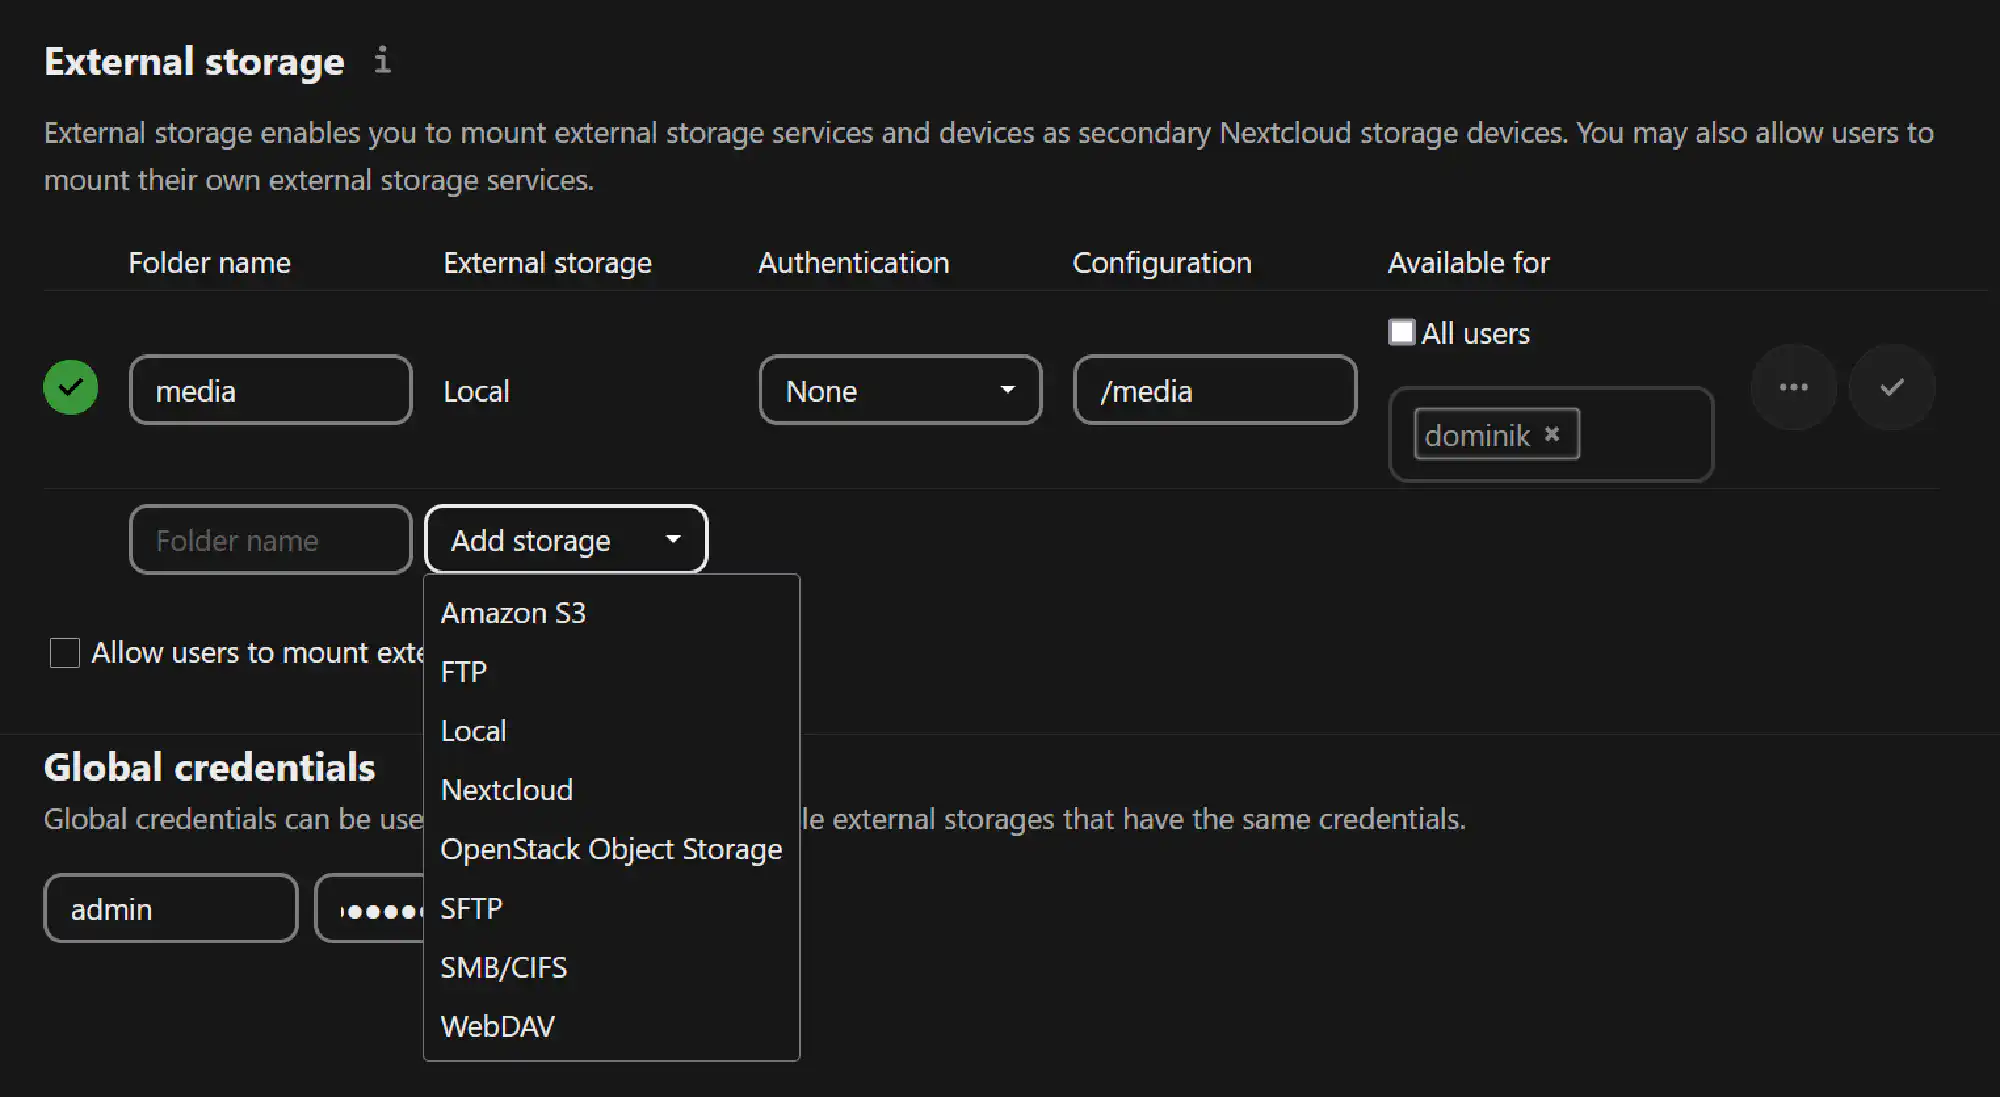 External storage i
External storage enables you to mount external storage services and devices as secondary Nextcloud storage devices. You may also allow users to
mount their own external storage services.
Folder name External storage Authentication Configuration Available for
All users
media Local None /media
dominik ×
Folder name Add storage
Amazon S3
Allow users to mount exte
FTP
Local
Nextcloud
OpenStack Object Storage
SFTP
SMB/CIFS
WebDAV
Global credentials
Global credentials can be use le external storages that have the same credentials.
admin